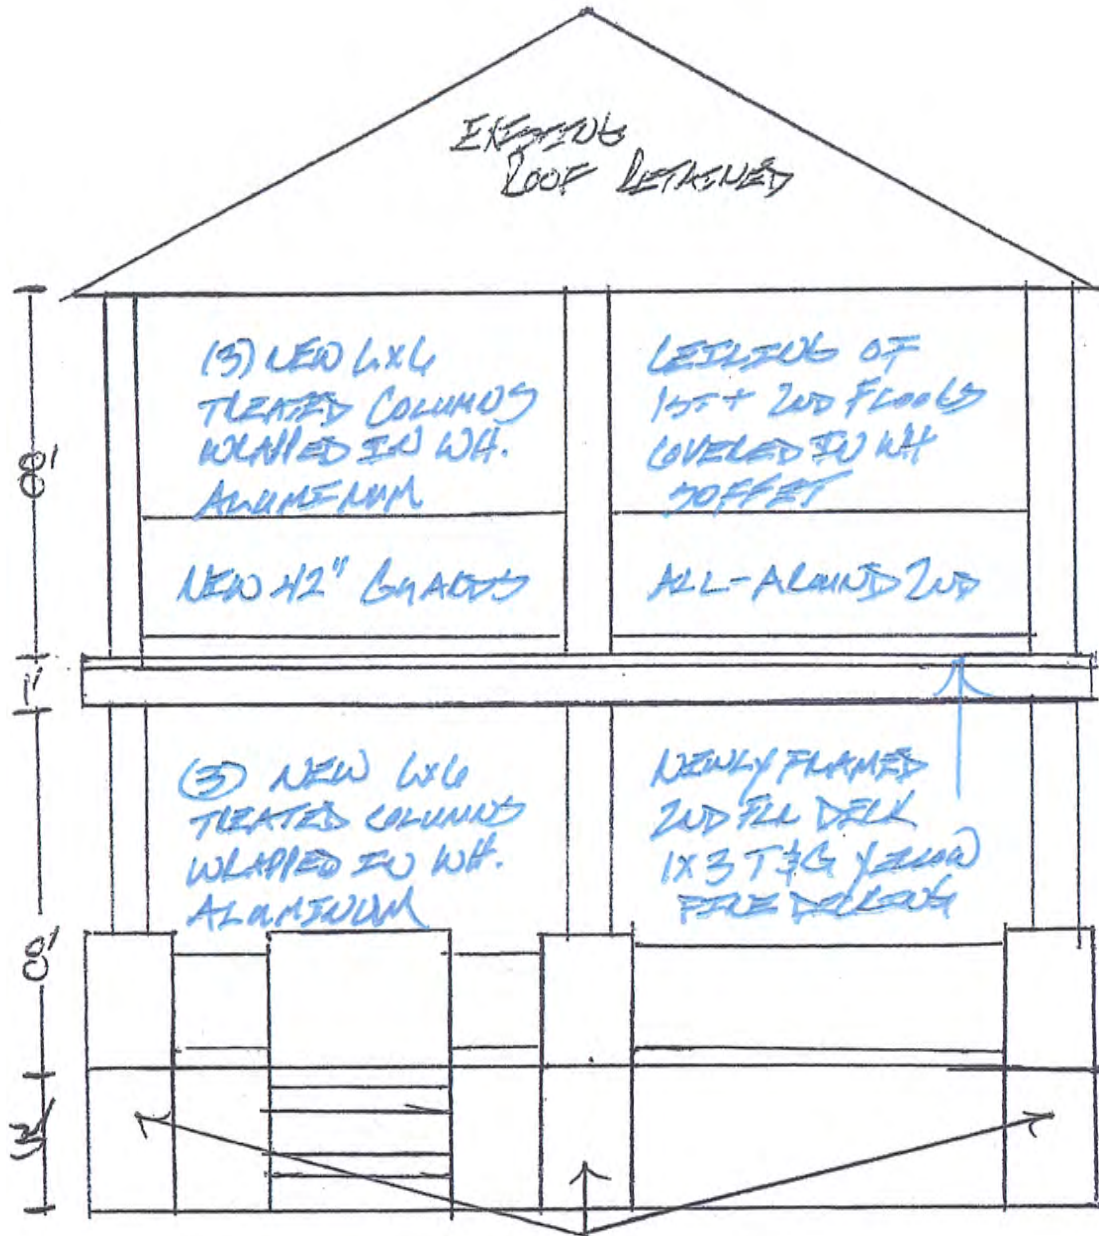 EXISTING
ROOF RETAINED
(3) NEW 6x6
TREATED COLUMNS
WRAPPED IN WH.
ALUMINUM
CEILING OF
1ST + 2ND FLOORS
COVERED IN WH
SOFFET
8'
NEW 42" GUARDS
ALL-AROUND 2ND
1'
(3) NEW 6x6
TREATED COLUMNS
WRAPPED IN WH.
ALUMINUM
NEWLY FRAMED
2ND FLR DECK
1X3 T&G YELLOW
PINE DECKING
8'